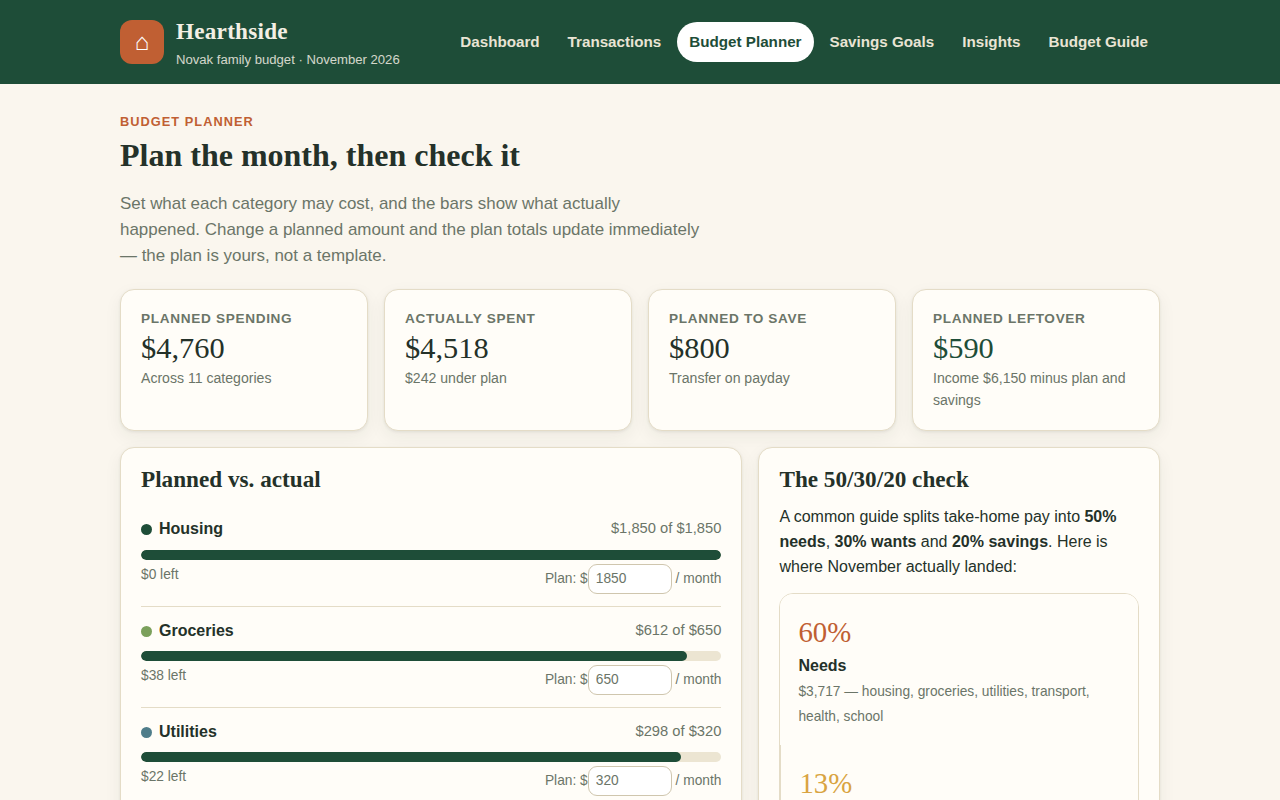 Hearthside
Novak family budget · November 2026
Dashboard
Transactions
Budget Planner
Savings Goals
Insights
Budget Guide
BUDGET PLANNER
Plan the month, then check it
Set what each category may cost, and the bars show what actually
happened. Change a planned amount and the plan totals update immediately
— the plan is yours, not a template.
PLANNED SPENDING
$4,760
Across 11 categories
ACTUALLY SPENT
$4,518
$242 under plan
PLANNED TO SAVE
$800
Transfer on payday
PLANNED LEFTOVER
$590
Income $6,150 minus plan and
savings
Planned vs. actual
Housing
$1,850 of $1,850
$0 left
Plan: $ 1850 / month
Groceries
$612 of $650
$38 left
Plan: $ 650 / month
Utilities
$298 of $320
$22 left
Plan: $ 320 / month
The 50/30/20 check
A common guide splits take-home pay into 50%
needs, 30% wants and 20% savings. Here is
where November actually landed:
60%
Needs
$3,717 — housing, groceries, utilities, transport,
health, school
13%